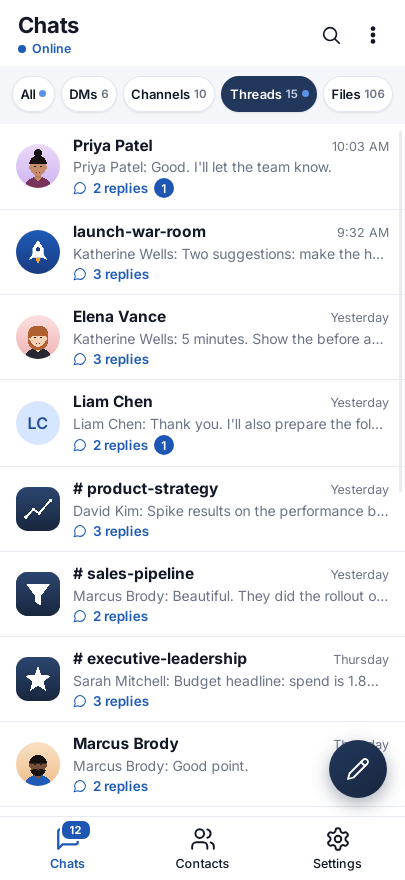 Chats
Online
All
DMs 6
Channels 10
Threads 15
Files 106
Priya Patel
10:03 AM
Priya Patel: Good. I'll let the team know.
2 replies 1
launch-war-room
9:32 AM
Katherine Wells: Two suggestions: make the h...
3 replies
Elena Vance
Yesterday
Katherine Wells: 5 minutes. Show the before a...
3 replies
LC
Liam Chen
Yesterday
Liam Chen: Thank you. I'll also prepare the fol...
2 replies 1
# product-strategy
Yesterday
David Kim: Spike results on the performance b...
3 replies
# sales-pipeline
Yesterday
Marcus Brody: Beautiful. They did the rollout o...
2 replies
# executive-leadership
Thursday
Sarah Mitchell: Budget headline: spend is 1.8...
3 replies
Marcus Brody
Thursday
Marcus Brody: Good point.
2 replies
12
Chats
Contacts
Settings